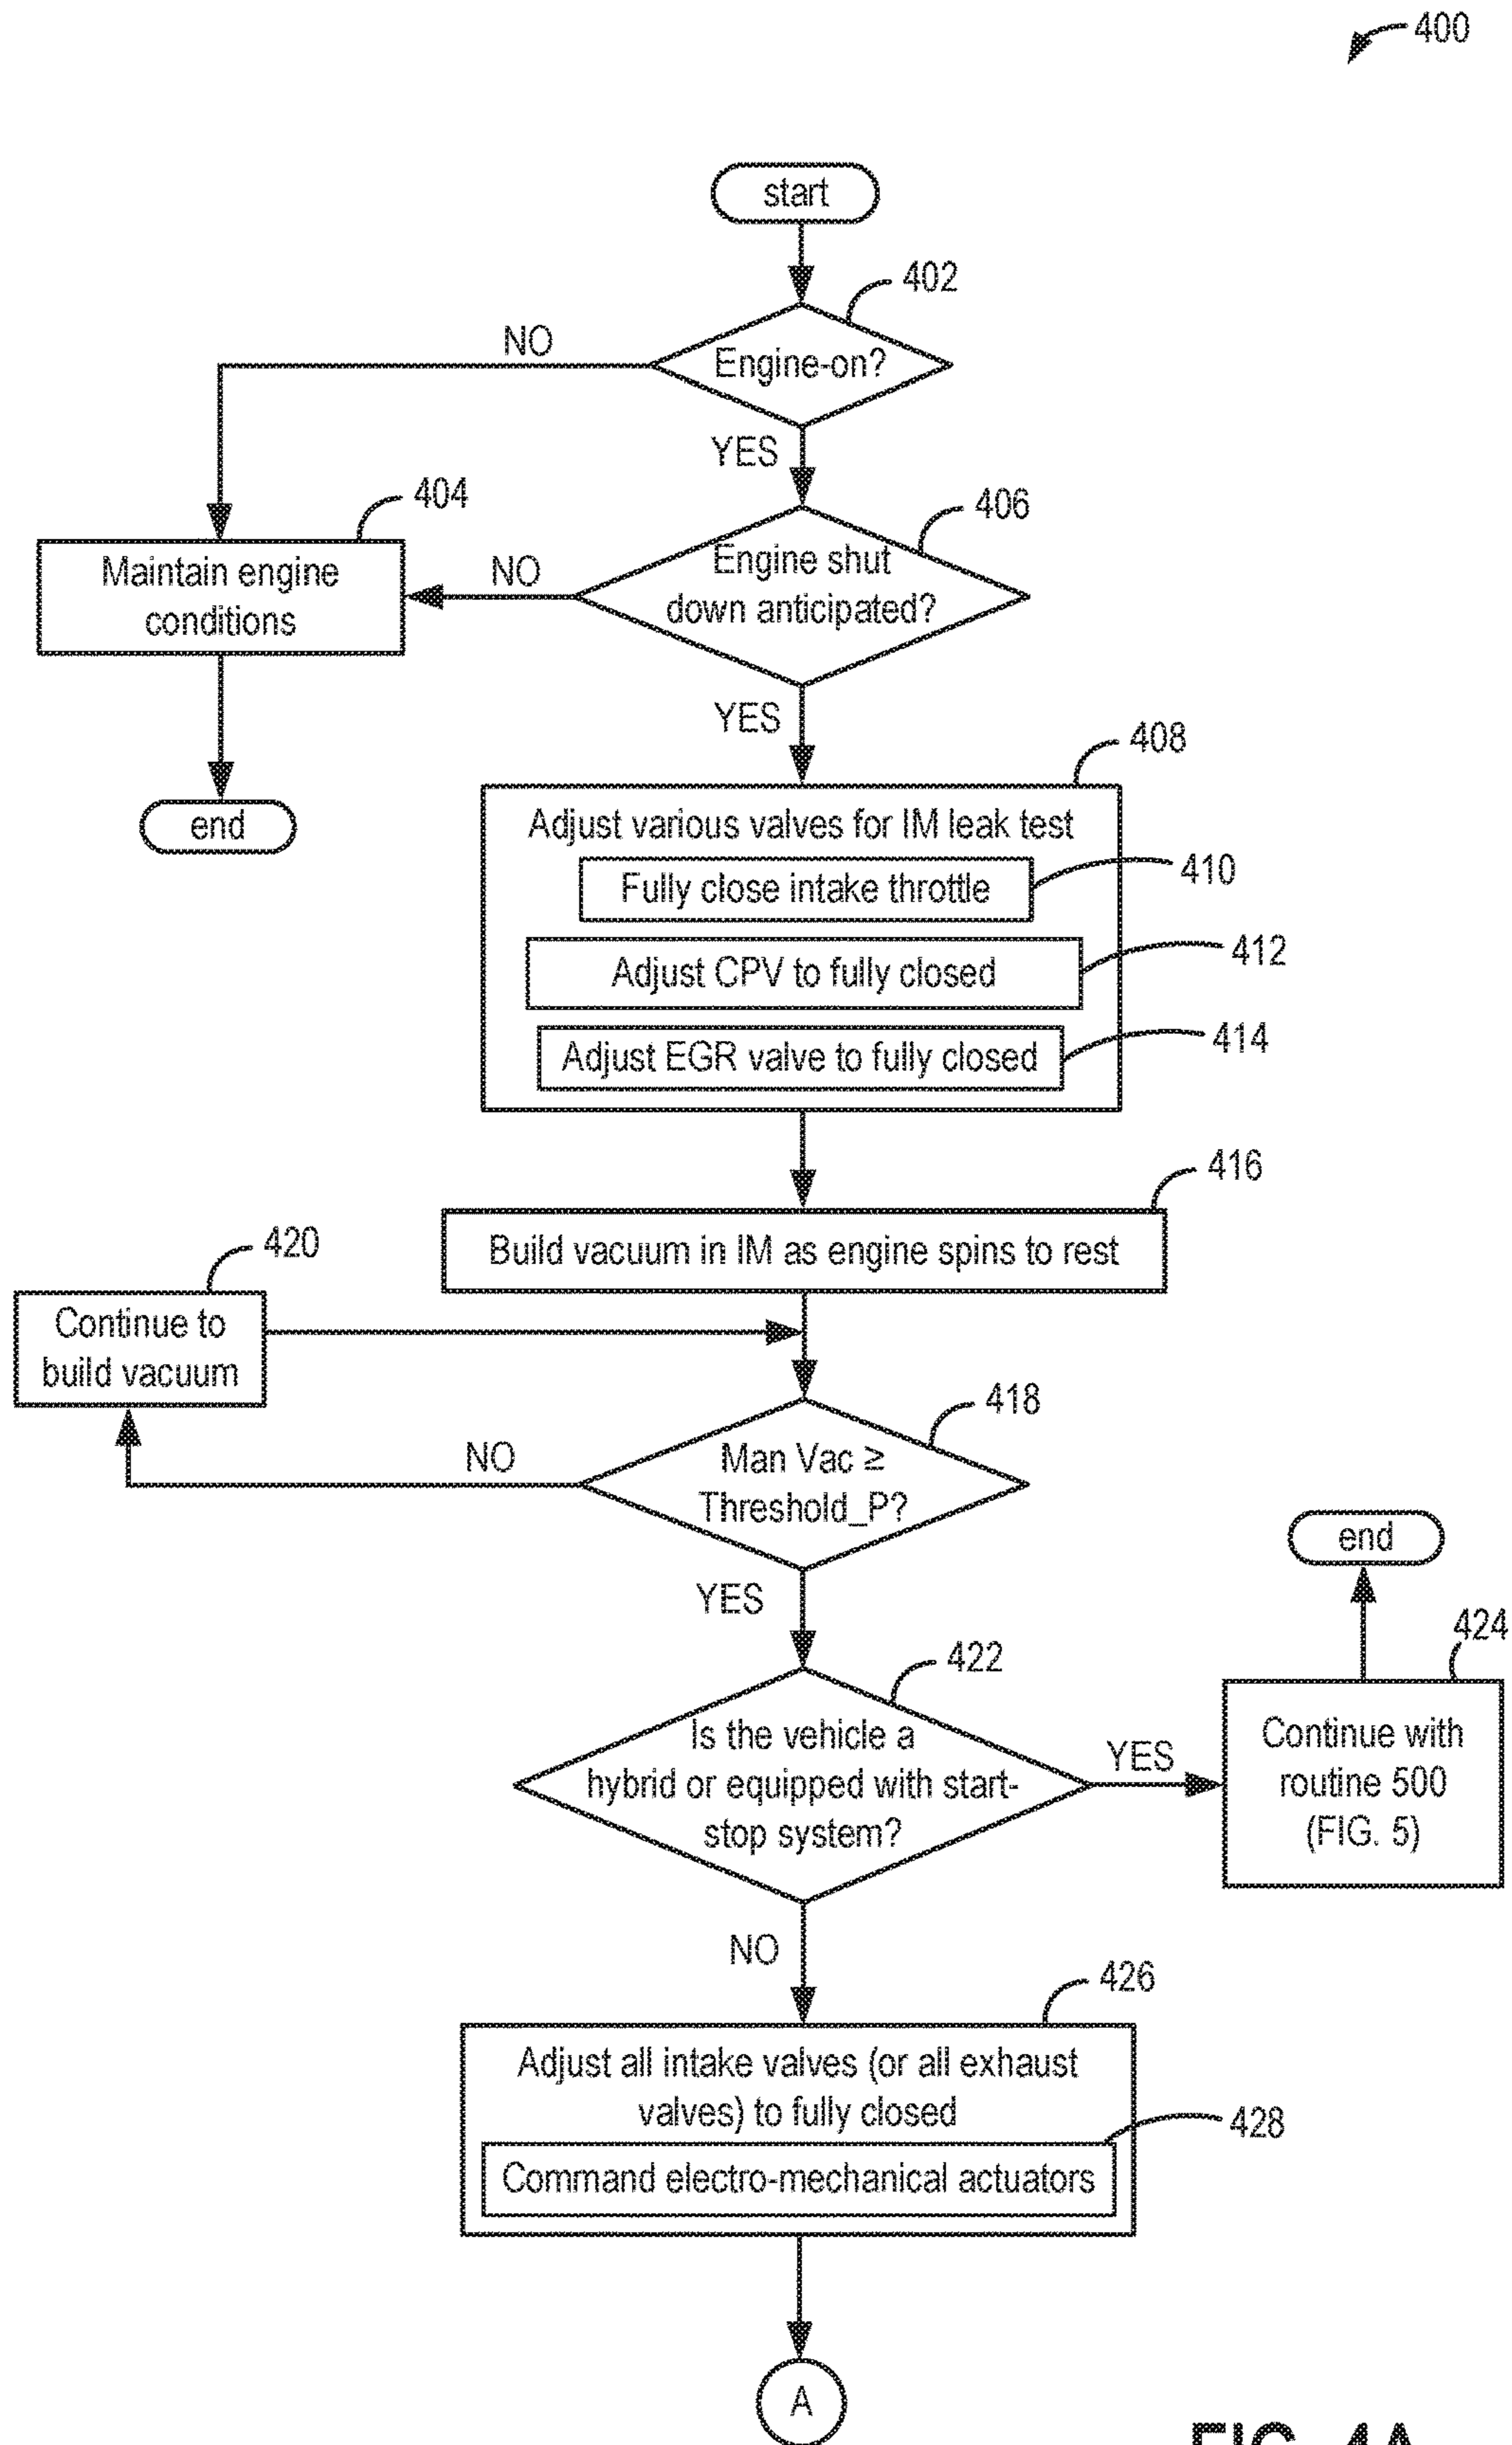 400
start
402
Engine-on?
NO
YES
404
Maintain engine
conditions
406
Engine shut
down anticipated?
NO
YES
end
408
Adjust various valves for IM leak test
Fully close intake throttle
410
Adjust CPV to fully closed
412
Adjust EGR valve to fully closed
414
416
Build vacuum in IM as engine spins to rest
420
Continue to
build vacuum
418
Man Vac ≥
Threshold_P?
NO
YES
end
424
Continue with
routine 500
(FIG. 5)
422
Is the vehicle a
hybrid or equipped with start-
stop system?
YES
NO
426
Adjust all intake valves (or all exhaust
valves) to fully closed
428
Command electro-mechanical actuators
A
FIG. 4A